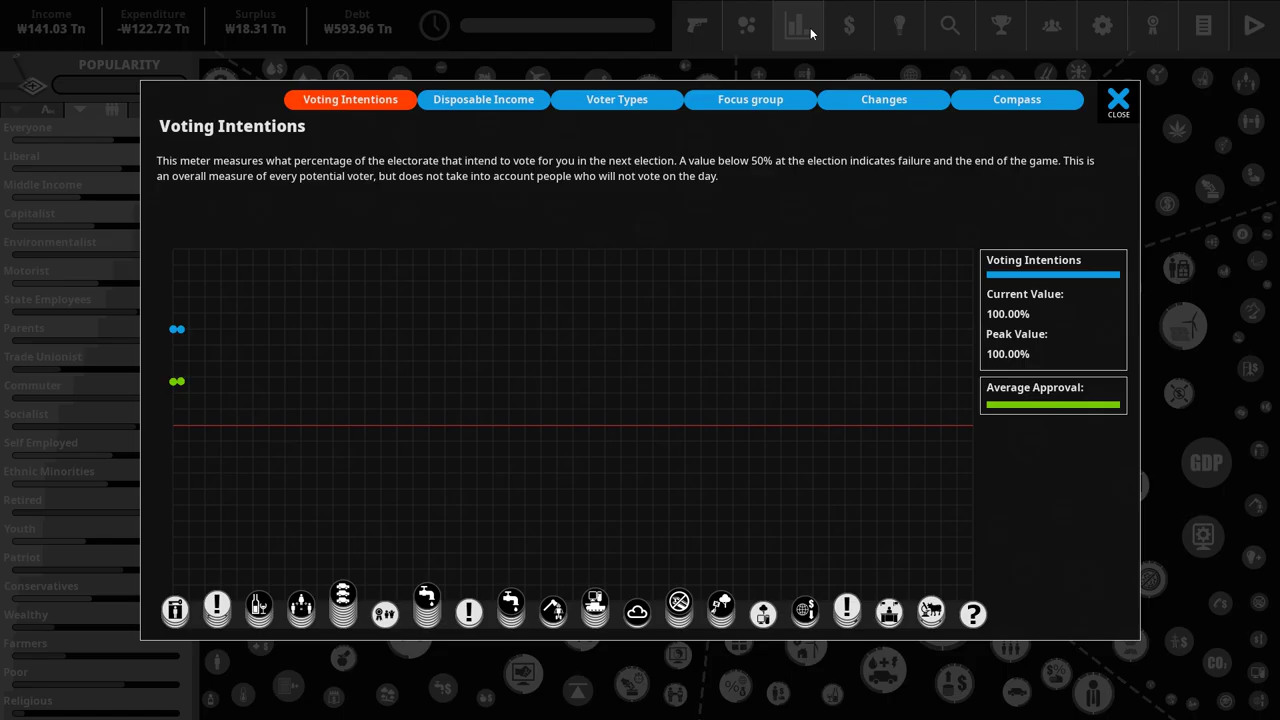 Income
Expenditure
Surplus
Debt
₩141.03 Tn
-₩122.72 Tn
₩18.31 Tn
₩593.96 Tn
POPULARITY
Everyone
Liberal
Middle Income
Capitalist
Environmentalist
Motorist
State Employees
Parents
Trade Unionist
Commuter
Socialist
Self Employed
Ethnic Minorities
Retired
Youth
Patriot
Conservatives
Wealthy
Farmers
Poor
Religious
Voting Intentions
Disposable Income
Voter Types
Focus group
Changes
Compass
CLOSE
Voting Intentions
This meter measures what percentage of the electorate that intend to vote for you in the next election. A value below 50% at the election indicates failure and the end of the game. This is
an overall measure of every potential voter, but does not take into account people who will not vote on the day.
Voting Intentions
Current Value:
100.00%
Peak Value:
100.00%
Average Approval:
GDP
CO₂